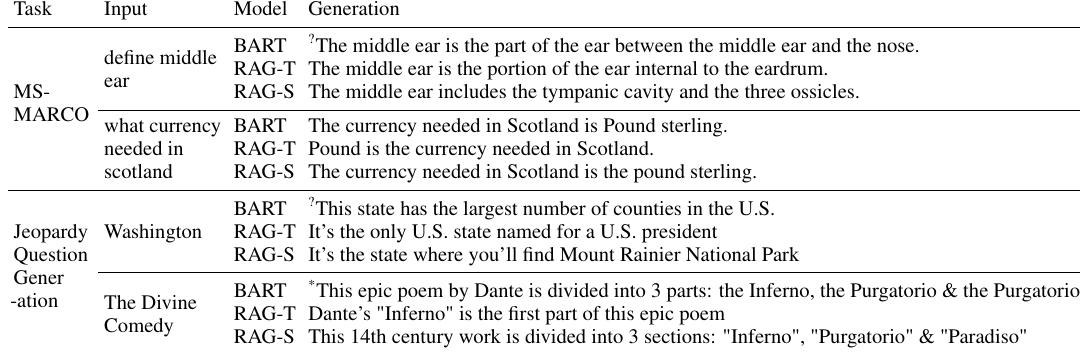 Task Input Model Generation
define middle ear
BART ?The middle ear is the part of the ear between the middle ear and the nose.
RAG-T The middle ear is the portion of the ear internal to the eardrum.
RAG-S The middle ear includes the tympanic cavity and the three ossicles.
MS-
MARCO
what currency
needed in
scotland
BART The currency needed in Scotland is Pound sterling.
RAG-T Pound is the currency needed in Scotland.
RAG-S The currency needed in Scotland is the pound sterling.
Jeopardy
Question
Gener
-ation
Washington
BART ?This state has the largest number of counties in the U.S.
RAG-T It's the only U.S. state named for a U.S. president
RAG-S It's the state where you'll find Mount Rainier National Park
The Divine
Comedy
BART *This epic poem by Dante is divided into 3 parts: the Inferno, the Purgatorio & the Purgatorio
RAG-T Dante's "Inferno" is the first part of this epic poem
RAG-S This 14th century work is divided into 3 sections: "Inferno", "Purgatorio" & "Paradiso"